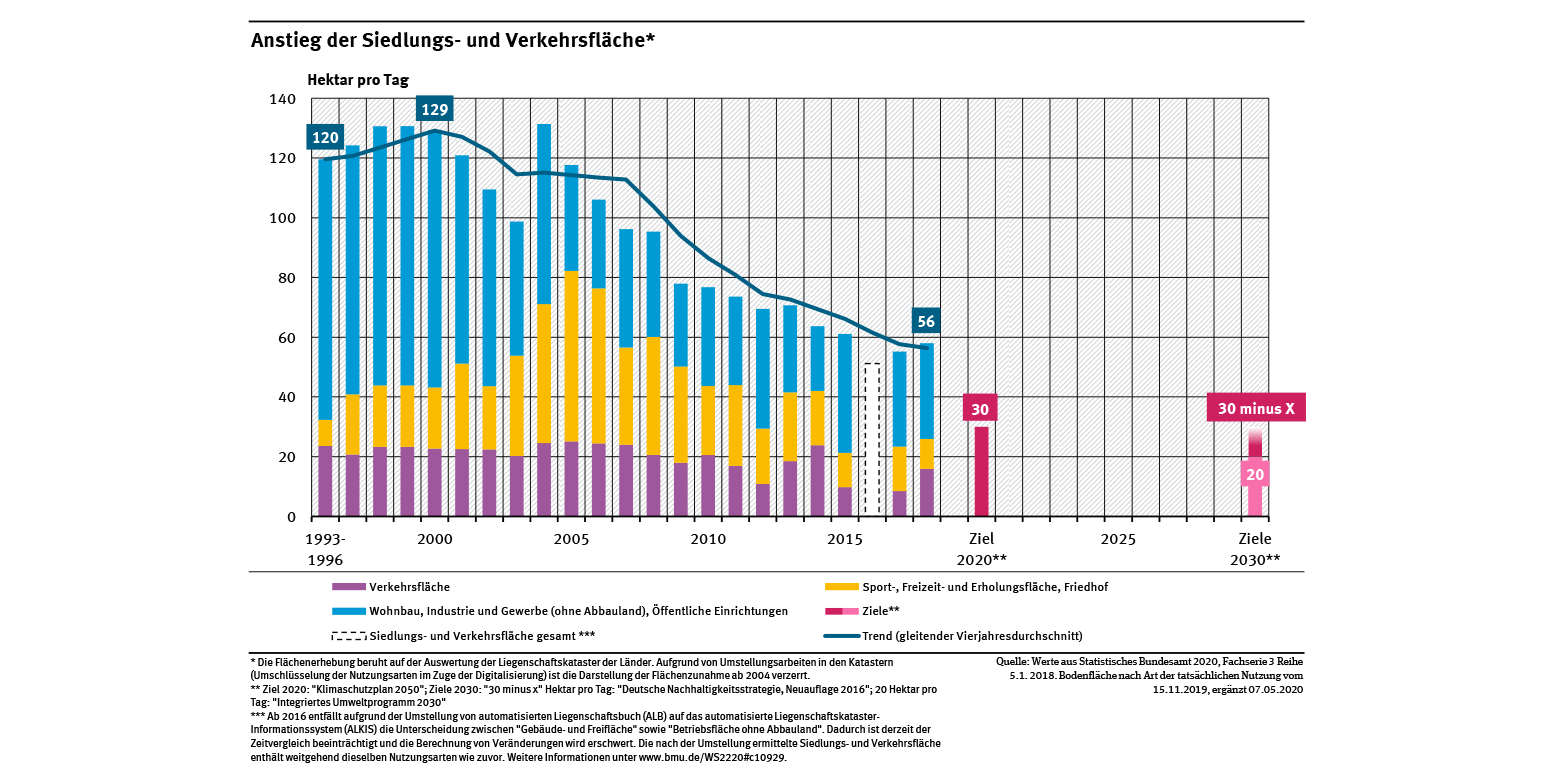 Anstieg der Siedlungs- und Verkehrsfläche*
Hektar pro Tag
140
120
100
80
60
40
20
0
120
129
56
30
30 minus X
20
1993-
1996
2000
2005
2010
2015
Ziel
2020**
2025
Ziele
2030**
Verkehrsfläche
Sport-, Freizeit- und Erholungsfläche, Friedhof
Wohnbau, Industrie und Gewerbe (ohne Abbauland), Öffentliche Einrichtungen
Ziele**
Siedlungs- und Verkehrsfläche gesamt ***
Trend (gleitender Vierjahresdurchschnitt)
* Die Flächenerhebung beruht auf der Auswertung der Liegenschaftskataster der Länder. Aufgrund von Umstellungsarbeiten in den Katastern
(Umschlüsselung der Nutzungsarten im Zuge der Digitalisierung) ist die Darstellung der Flächenzunahme ab 2004 verzerrt.
** Ziel 2020: "Klimaschutzplan 2050"; Ziele 2030: "30 minus x" Hektar pro Tag: "Deutsche Nachhaltigkeitsstrategie, Neuauflage 2016"; 20 Hektar pro
Tag: "Integriertes Umweltprogramm 2030"
*** Ab 2016 entfällt aufgrund der Umstellung von automatisierten Liegenschaftsbuch (ALB) auf das automatisierte Liegenschaftskataster-
Informationssystem (ALKIS) die Unterscheidung zwischen "Gebäude- und Freifläche" sowie "Betriebsfläche ohne Abbauland". Dadurch ist derzeit der
Zeitvergleich beeinträchtigt und die Berechnung von Veränderungen wird erschwert. Die nach der Umstellung ermittelte Siedlungs- und Verkehrsfläche
enthält weitgehend dieselben Nutzungsarten wie zuvor. Weitere Informationen unter www.bmu.de/WS2220#c10929.
Quelle: Werte aus Statistisches Bundesamt 2020, Fachserie 3 Reihe
5.1. 2018. Bodenfläche nach Art der tatsächlichen Nutzung vom
15.11.2019, ergänzt 07.05.2020